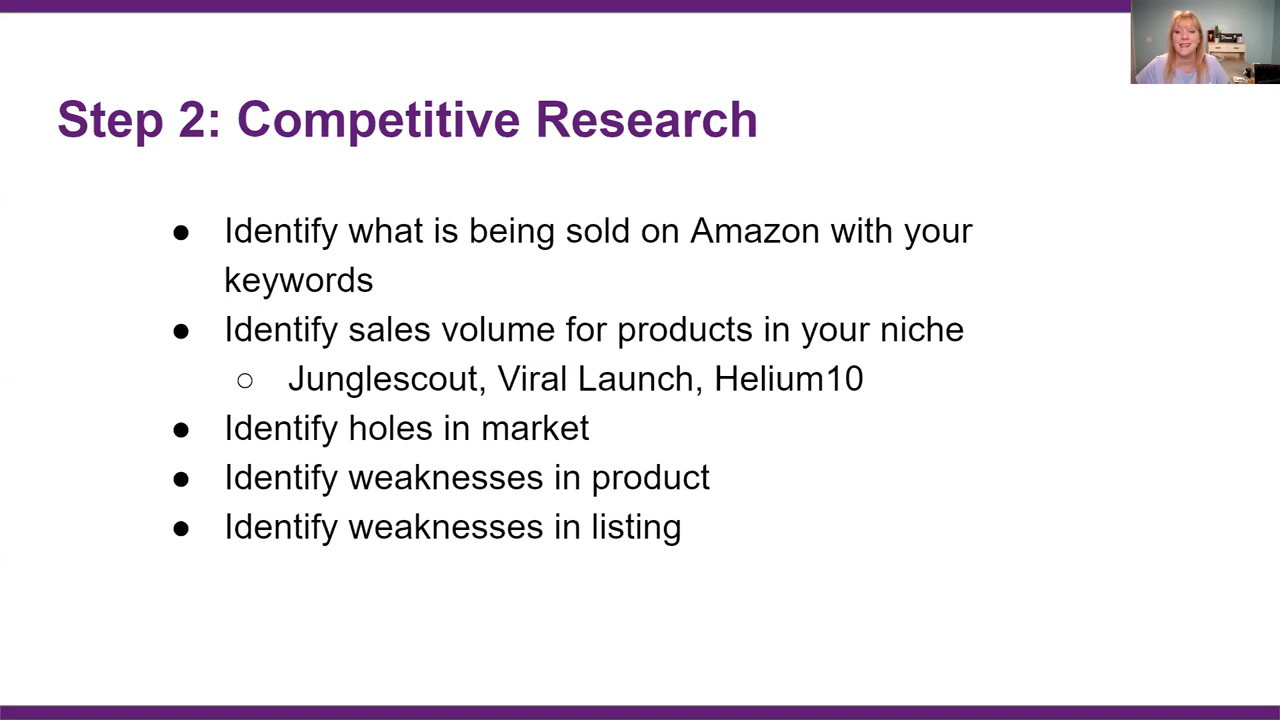 Step 2: Competitive Research
● Identify what is being sold on Amazon with your
keywords
● Identify sales volume for products in your niche
○ Junglescout, Viral Launch, Helium10
● Identify holes in market
● Identify weaknesses in product
● Identify weaknesses in listing